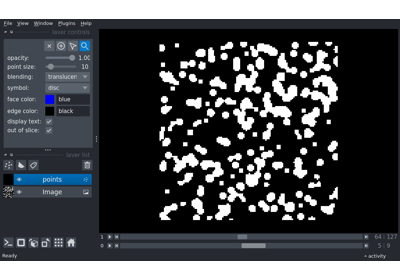 File View Window Plugins Help
layer controls
opacity: 1.00
point size: 10
blending: translucen
symbol: disc
face color: blue
edge color: black
display text:
out of slice:
layer list
points
Image
1 64 127
0 5 9
Ready activity